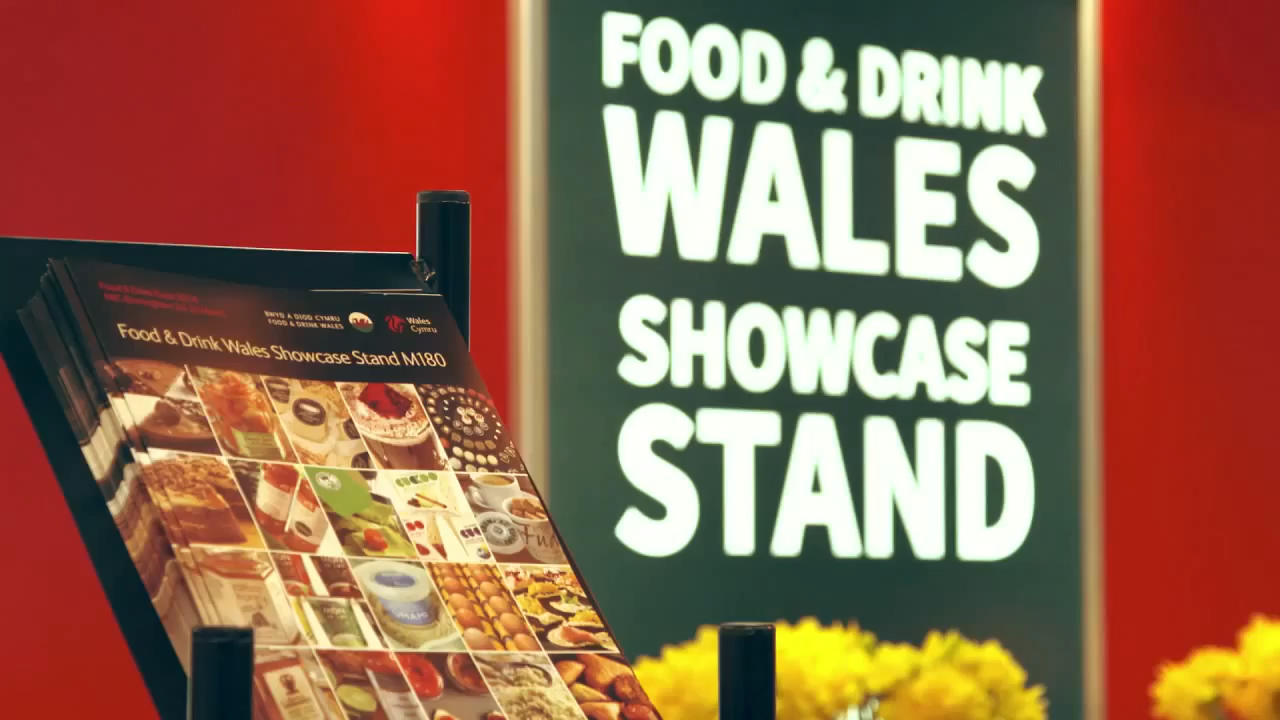 FOOD & DRINK
WALES
SHOWCASE
STAND
BWYD A DIOD CYMRU
FOOD & DRINK WALES
Wales
Cymru
Food & Drink Wales Showcase Stand M180